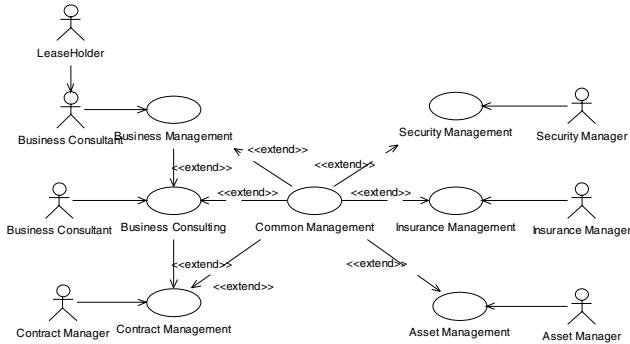 LeaseHolder
Business Consultant
Business Management
<<extend>>
<<extend>>
Security Management
Security Manager
<<extend>>
<<extend>>
<<extend>>
Business Consultant
Business Consulting
Common Management
Insurance Management
Insurance Manager
<<extend>>
<<extend>>
<<extend>>
Contract Manager
Contract Management
Asset Management
Asset Manager